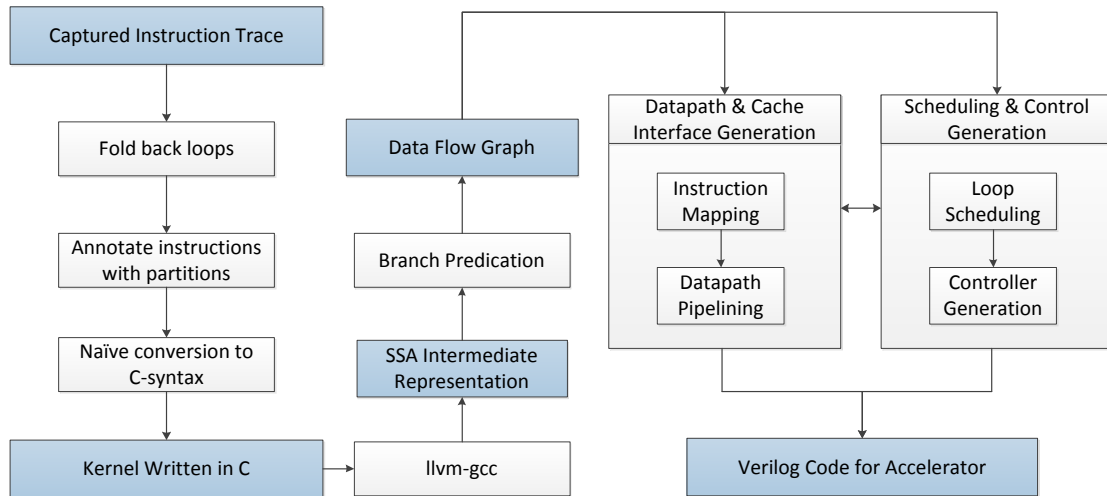 Captured Instruction Trace
Fold back loops
Annotate instructions
with partitions
Naïve conversion to
C-syntax
Kernel Written in C
llvm-gcc
SSA Intermediate
Representation
Branch Predication
Data Flow Graph
Datapath & Cache
Interface Generation
Instruction
Mapping
Datapath
Pipelining
Scheduling & Control
Generation
Loop
Scheduling
Controller
Generation
Verilog Code for Accelerator